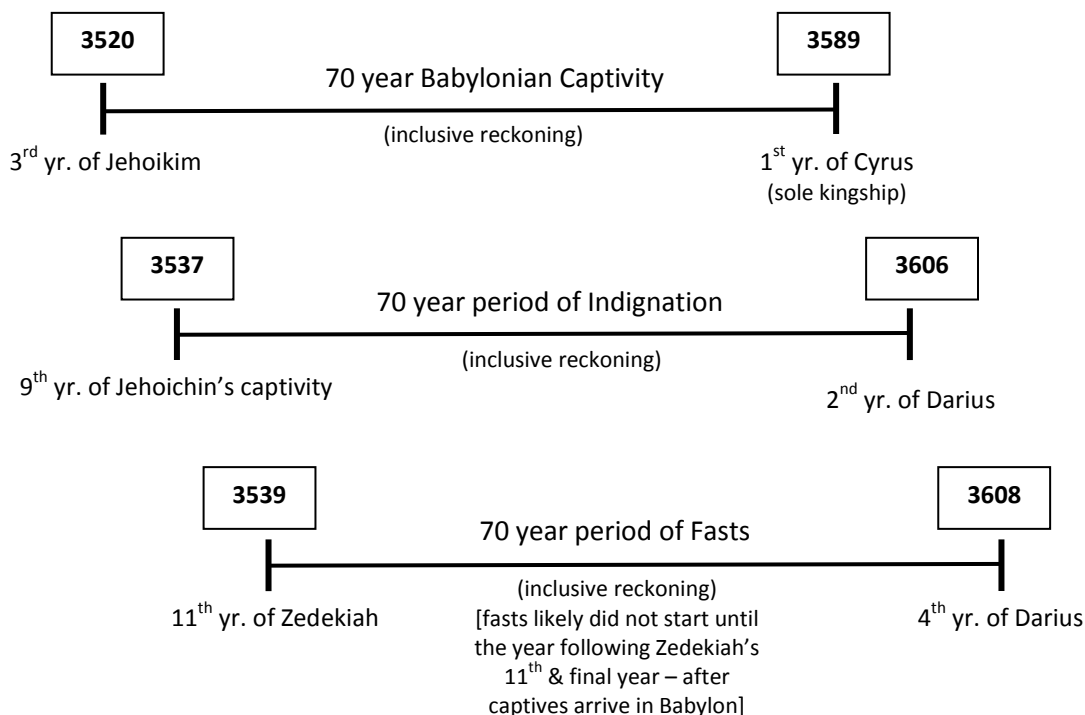 3520
3589
70 year Babylonian Captivity
(inclusive reckoning)
3rd yr. of Jehoikim
1st yr. of Cyrus
(sole kingship)
3537
3606
70 year period of Indignation
(inclusive reckoning)
9th yr. of Jehoichin’s captivity
2nd yr. of Darius
3539
3608
70 year period of Fasts
(inclusive reckoning)
11th yr. of Zedekiah
4th yr. of Darius
[fasts likely did not start until
the year following Zedekiah’s
11th & final year – after
captives arrive in Babylon]